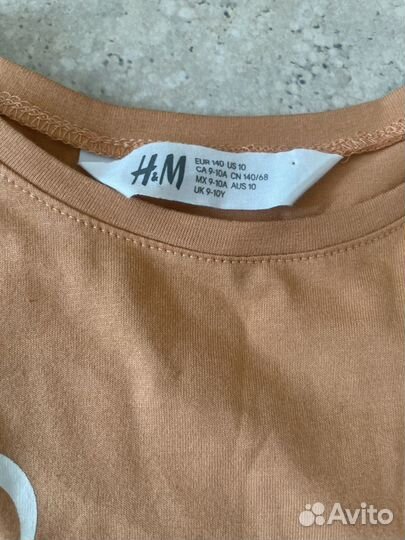 H&M
EUR 140 US 10
CA 9-10A CN 140/68
MX 9-10A AUS 10
UK 9-10Y
Avito